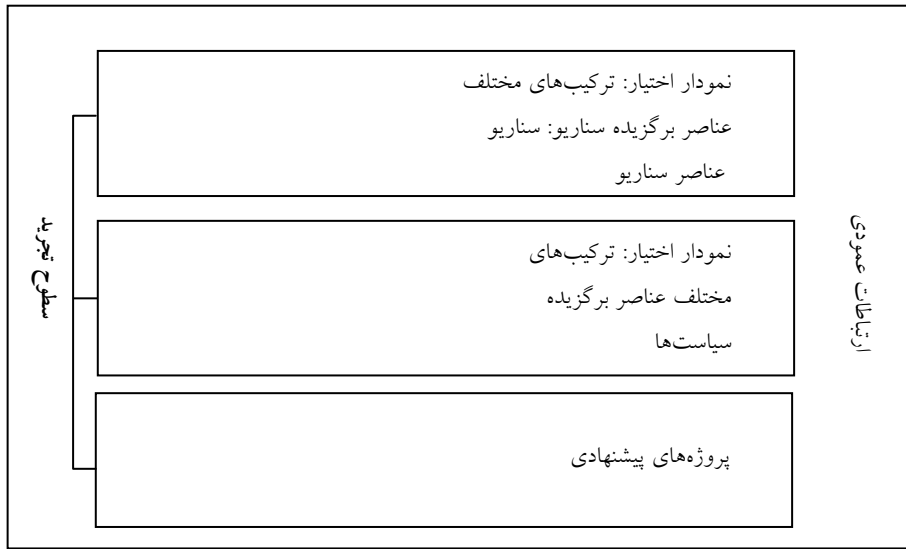 نمودار اختیار: ترکیب‌های مختلف
عناصر برگزیده سناریو: سناریو
عناصر سناریو
نمودار اختیار: ترکیب‌های
مختلف عناصر برگزیده
سیاست‌ها
پروژه‌های پیشنهادی
ارتباطات عمودی
سطوح تجرید